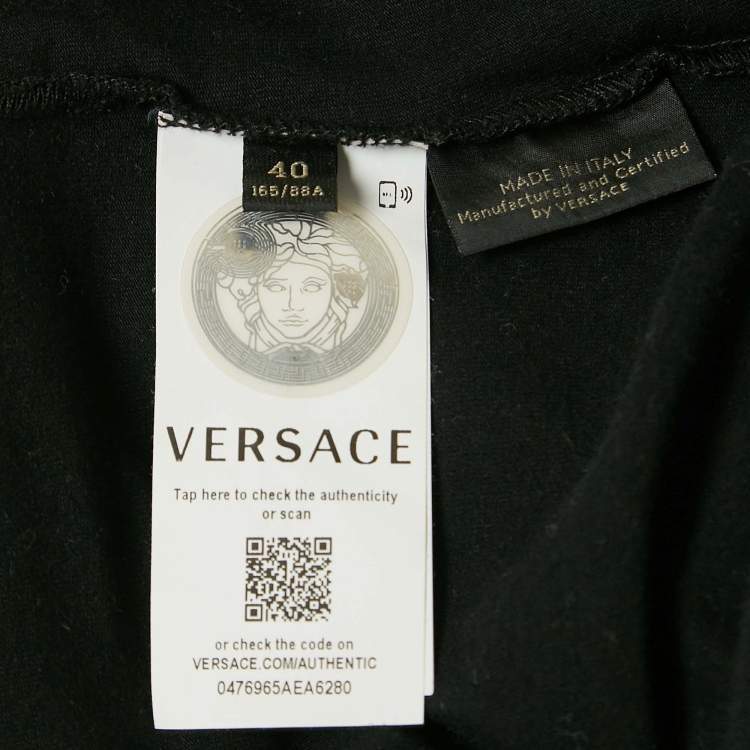 40
165/88A
MADE IN ITALY
Manufactured and Certified
by VERSACE
VERSACE
Tap here to check the authenticity
or scan
or check the code on
VERSACE.COM/AUTHENTIC
0476965AEA6280